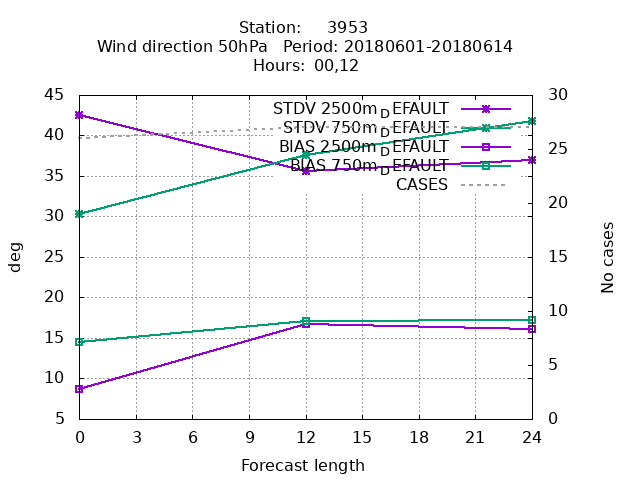 Station: 3953
Wind direction 50hPa Period: 20180601-20180614
Hours: 00,12
45
40
35
30
25
20
15
10
5
30
25
20
15
10
5
0
STDV 2500m_DEFAULT
STDV 750m_DEFAULT
BIAS 2500m_DEFAULT
BIAS 750m_DEFAULT
CASES
deg
No cases
0 3 6 9 12 15 18 21 24
Forecast length